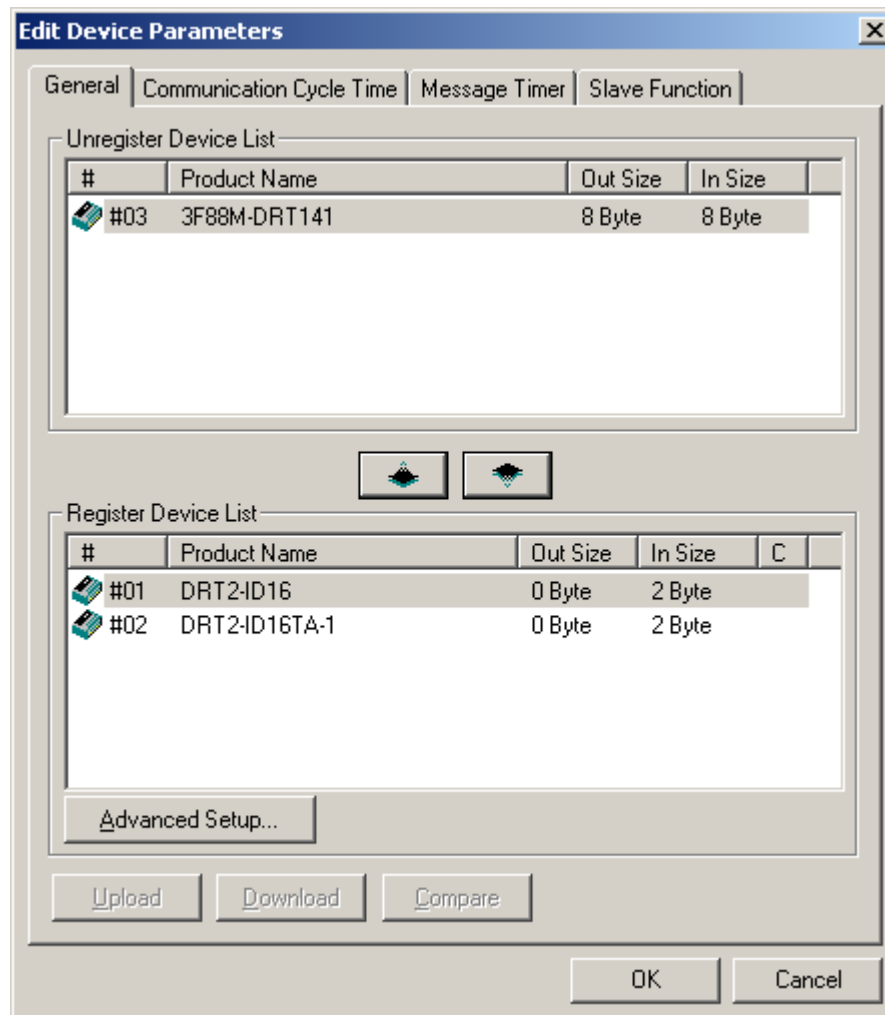 Edit Device Parameters
General Communication Cycle Time Message Timer Slave Function
Unregister Device List
# Product Name Out Size In Size
#03 3F88M-DRT141 8 Byte 8 Byte
Register Device List
# Product Name Out Size In Size C
#01 DRT2-ID16 0 Byte 2 Byte
#02 DRT2-ID16TA-1 0 Byte 2 Byte
Advanced Setup...
Upload Download Compare
OK Cancel